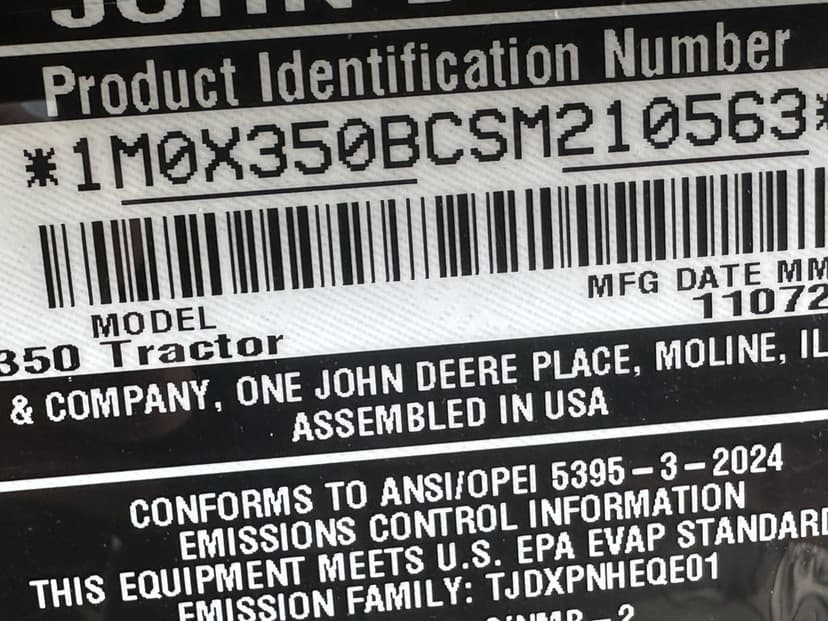 JOHN
Product Identification Number
*1M0X350BCSM210563*
MODEL
350 Tractor
MFG DATE MM
11072
& COMPANY, ONE JOHN DEERE PLACE, MOLINE, IL
ASSEMBLED IN USA
CONFORMS TO ANSI/OPEI 5395-3-2024
EMISSIONS CONTROL INFORMATION
THIS EQUIPMENT MEETS U.S. EPA EVAP STANDARD
EMISSION FAMILY: TJDXPNHEQE01